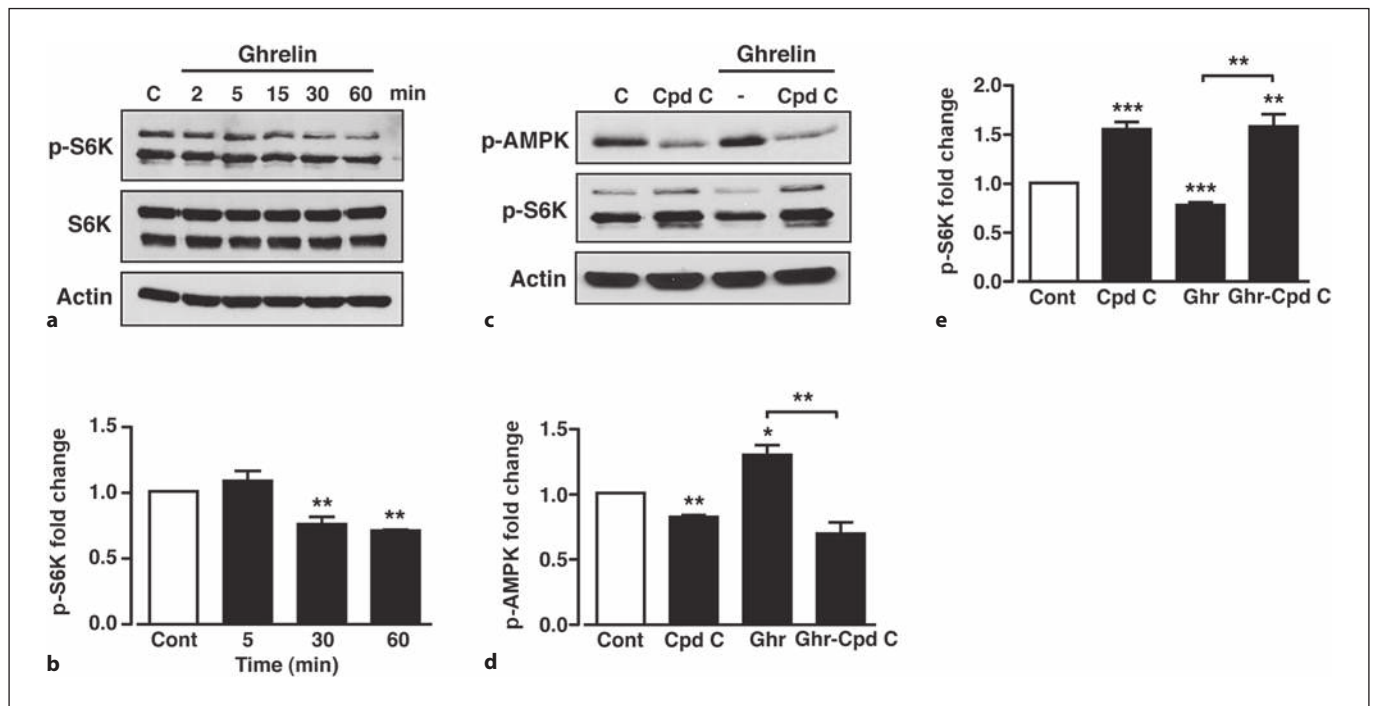 Ghrelin
C 2 5 15 30 60 min
p-S6K
S6K
Actin
a
Ghrelin
C Cpd C - Cpd C
p-AMPK
p-S6K
Actin
c
p-S6K fold change
2.0
1.5
1.0
0.5
0.0
***
***
**
**
Cont Cpd C Ghr Ghr-Cpd C
e
p-S6K fold change
1.5
1.0
0.5
0.0
**
**
Cont 5 30 60
Time (min)
b
p-AMPK fold change
1.5
1.0
0.5
0.0
**
*
**
Cont Cpd C Ghr Ghr-Cpd C
d